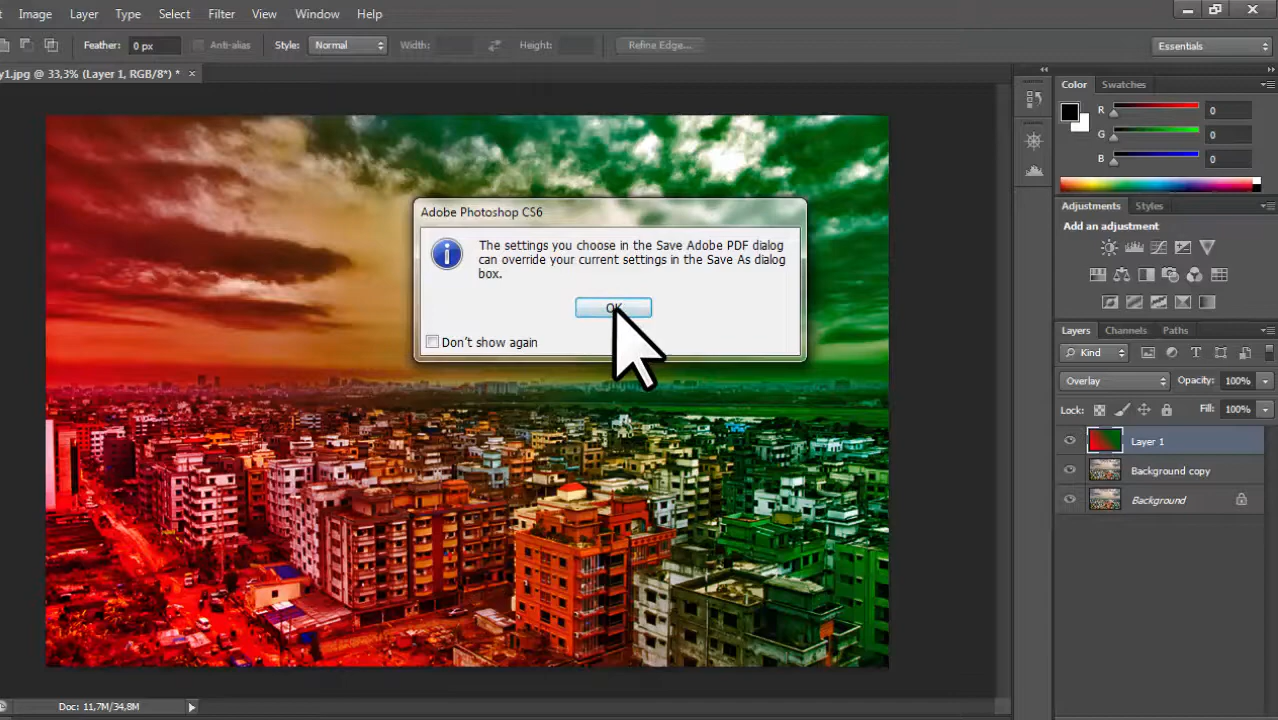 Image Layer Type Select Filter View Window Help
Feather: 0 px Anti-alias Style: Normal Width: Height: Refine Edge... Essentials
y1.jpg @ 33,3% (Layer 1, RGB/8*) * ×
Color Swatches
R 0
G 0
B 0
Adjustments Styles
Add an adjustment
Adobe Photoshop CS6
The settings you choose in the Save Adobe PDF dialog
can override your current settings in the Save As dialog
box.
OK
Don't show again
Layers Channels Paths
Kind
Overlay Opacity: 100%
Lock: Fill: 100%
Layer 1
Background copy
Background
Doc: 11,7M/34,8M